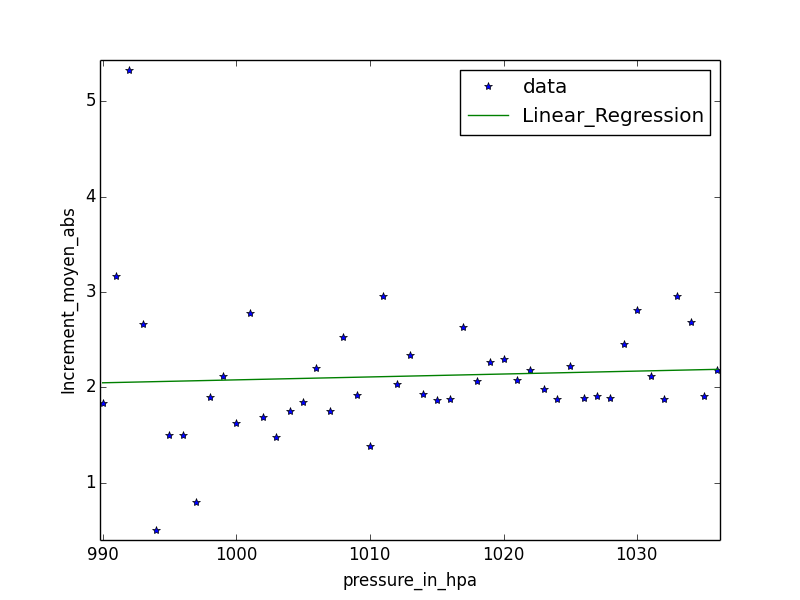 data
Linear_Regression
5
4
3
2
1
Increment_moyen_abs
990
1000
1010
1020
1030
pressure_in_hpa